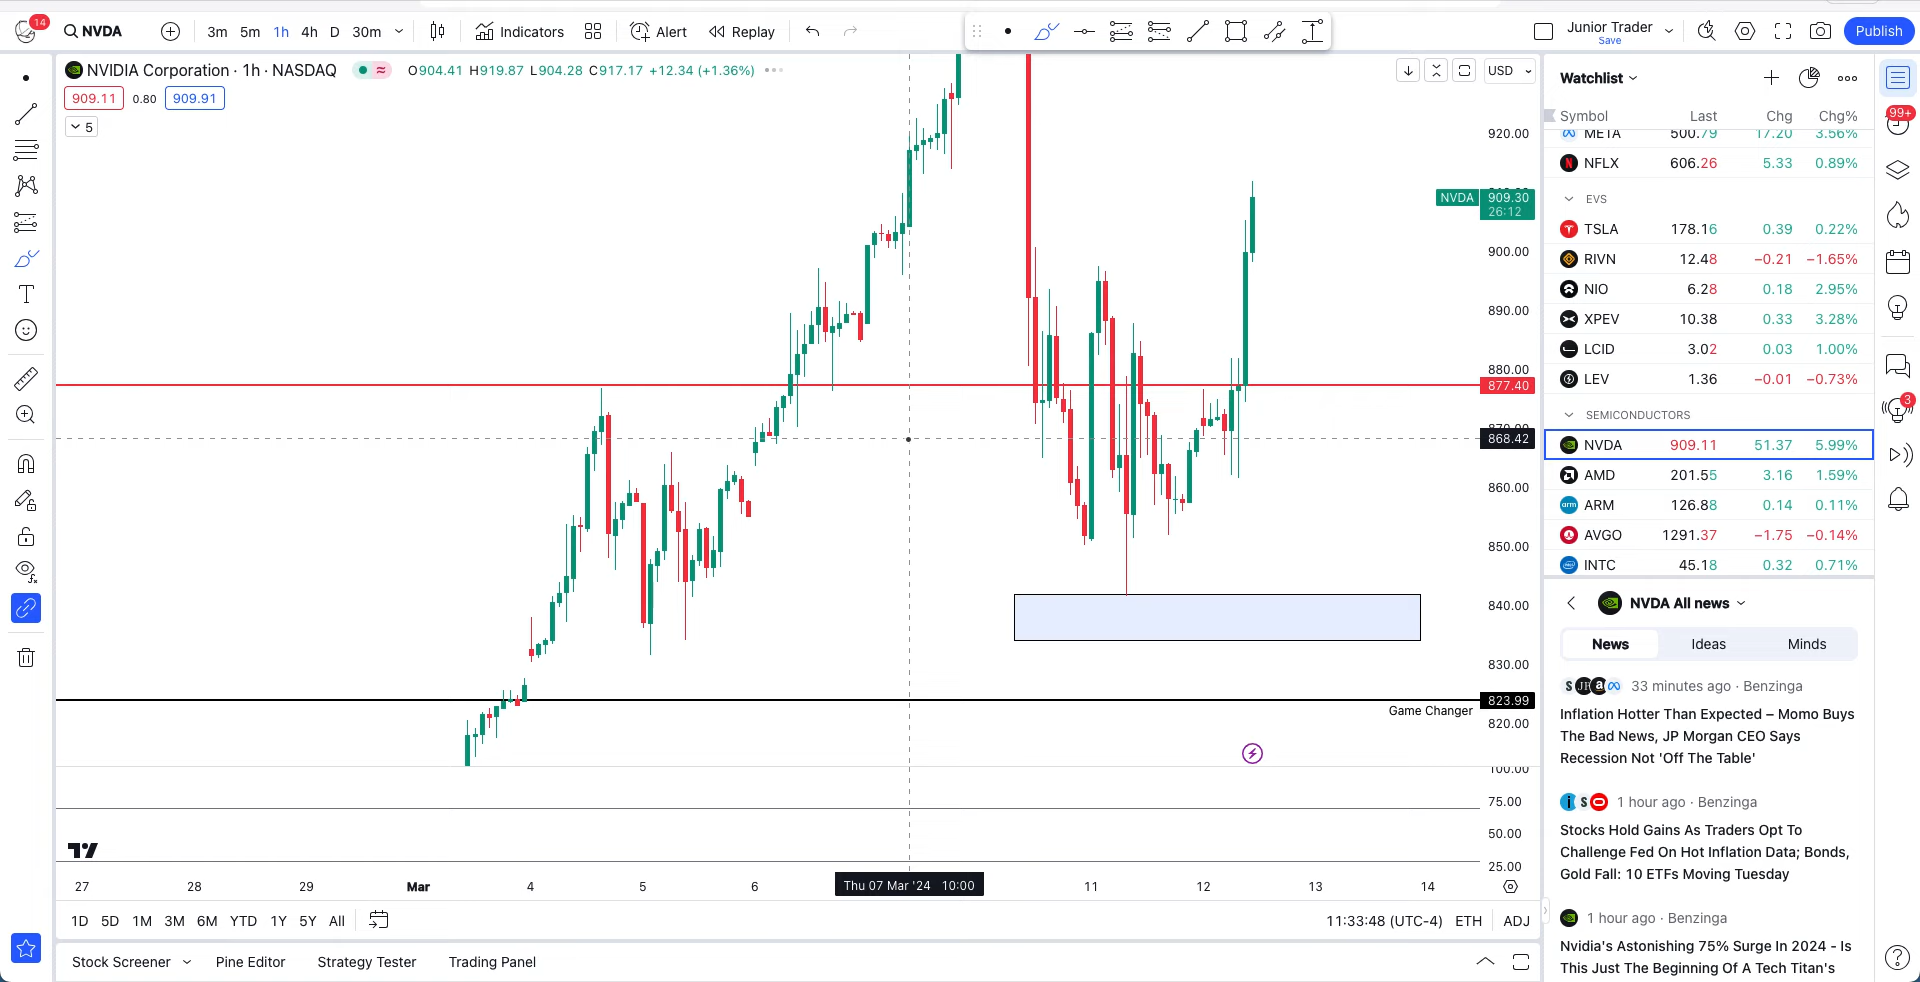 14
NVDA
3m 5m 1h 4h D 30m
Indicators
Alert
Replay
Junior Trader
Save
Publish
NVIDIA Corporation · 1h · NASDAQ
O904.41 H919.87 L904.28 C917.17 +12.34 (+1.36%)
USD
909.11 0.80 909.91
5
920.00
NVDA 909.30
26:12
900.00
890.00
880.00
877.40
868.42
860.00
850.00
840.00
830.00
823.99
Game Changer
820.00
100.00
75.00
50.00
25.00
27 28 29 Mar 4 5 6 Thu 07 Mar '24 10:00 11 12 13 14
1D 5D 1M 3M 6M YTD 1Y 5Y All
11:33:48 (UTC-4) ETH ADJ
Stock Screener Pine Editor Strategy Tester Trading Panel
Watchlist
Symbol Last Chg Chg%
META 500.79 17.20 3.56%
NFLX 606.26 5.33 0.89%
EVS
TSLA 178.16 0.39 0.22%
RIVN 12.48 −0.21 −1.65%
NIO 6.28 0.18 2.95%
XPEV 10.38 0.33 3.28%
LCID 3.02 0.03 1.00%
LEV 1.36 −0.01 −0.73%
SEMICONDUCTORS
NVDA 909.11 51.37 5.99%
AMD 201.55 3.16 1.59%
ARM 126.88 0.14 0.11%
AVGO 1291.37 −1.75 −0.14%
INTC 45.18 0.32 0.71%
NVDA All news
News Ideas Minds
33 minutes ago · Benzinga
Inflation Hotter Than Expected – Momo Buys
The Bad News, JP Morgan CEO Says
Recession Not 'Off The Table'
1 hour ago · Benzinga
Stocks Hold Gains As Traders Opt To
Challenge Fed On Hot Inflation Data; Bonds,
Gold Fall: 10 ETFs Moving Tuesday
1 hour ago · Benzinga
Nvidia's Astonishing 75% Surge In 2024 - Is
This Just The Beginning Of A Tech Titan's
99+
3